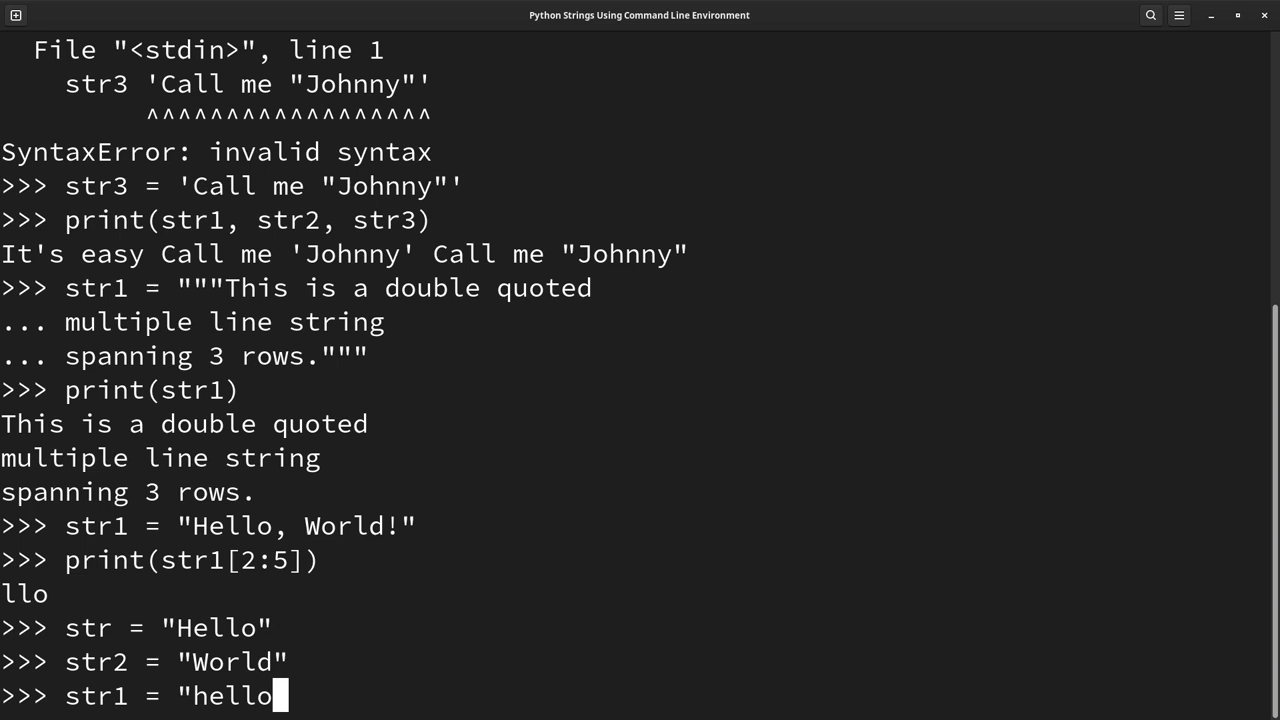 Python Strings Using Command Line Environment
  File "<stdin>", line 1
    str3 'Call me "Johnny"'
         ^^^^^^^^^^^^^^^^^^
SyntaxError: invalid syntax
>>> str3 = 'Call me "Johnny"'
>>> print(str1, str2, str3)
It's easy Call me 'Johnny' Call me "Johnny"
>>> str1 = """This is a double quoted
... multiple line string
... spanning 3 rows."""
>>> print(str1)
This is a double quoted
multiple line string
spanning 3 rows.
>>> str1 = "Hello, World!"
>>> print(str1[2:5])
llo
>>> str = "Hello"
>>> str2 = "World"
>>> str1 = "hello